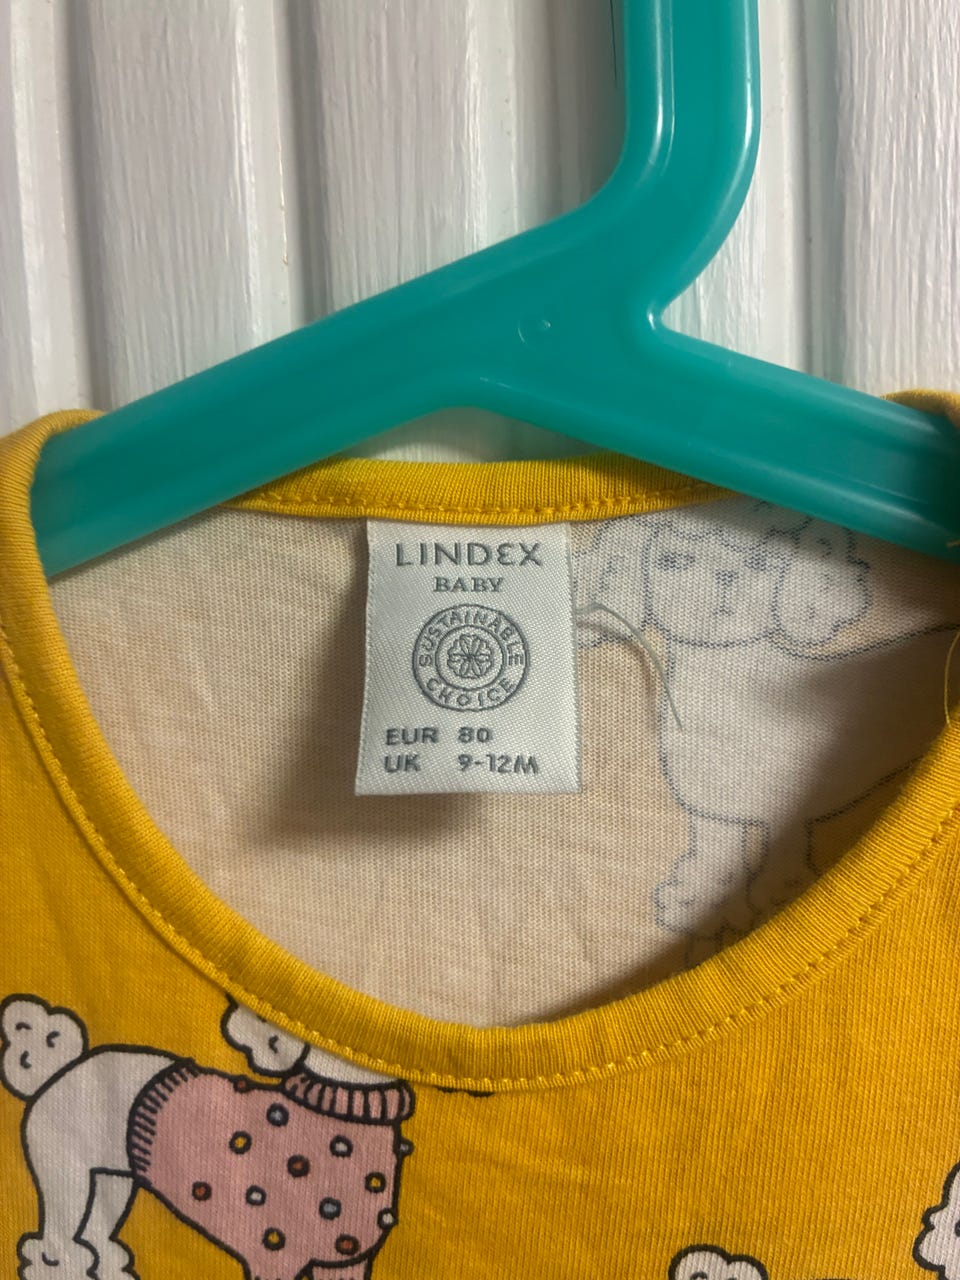 LINDEX
BABY
SUSTAINABLE
CHOICE
EUR 80
UK 9-12M